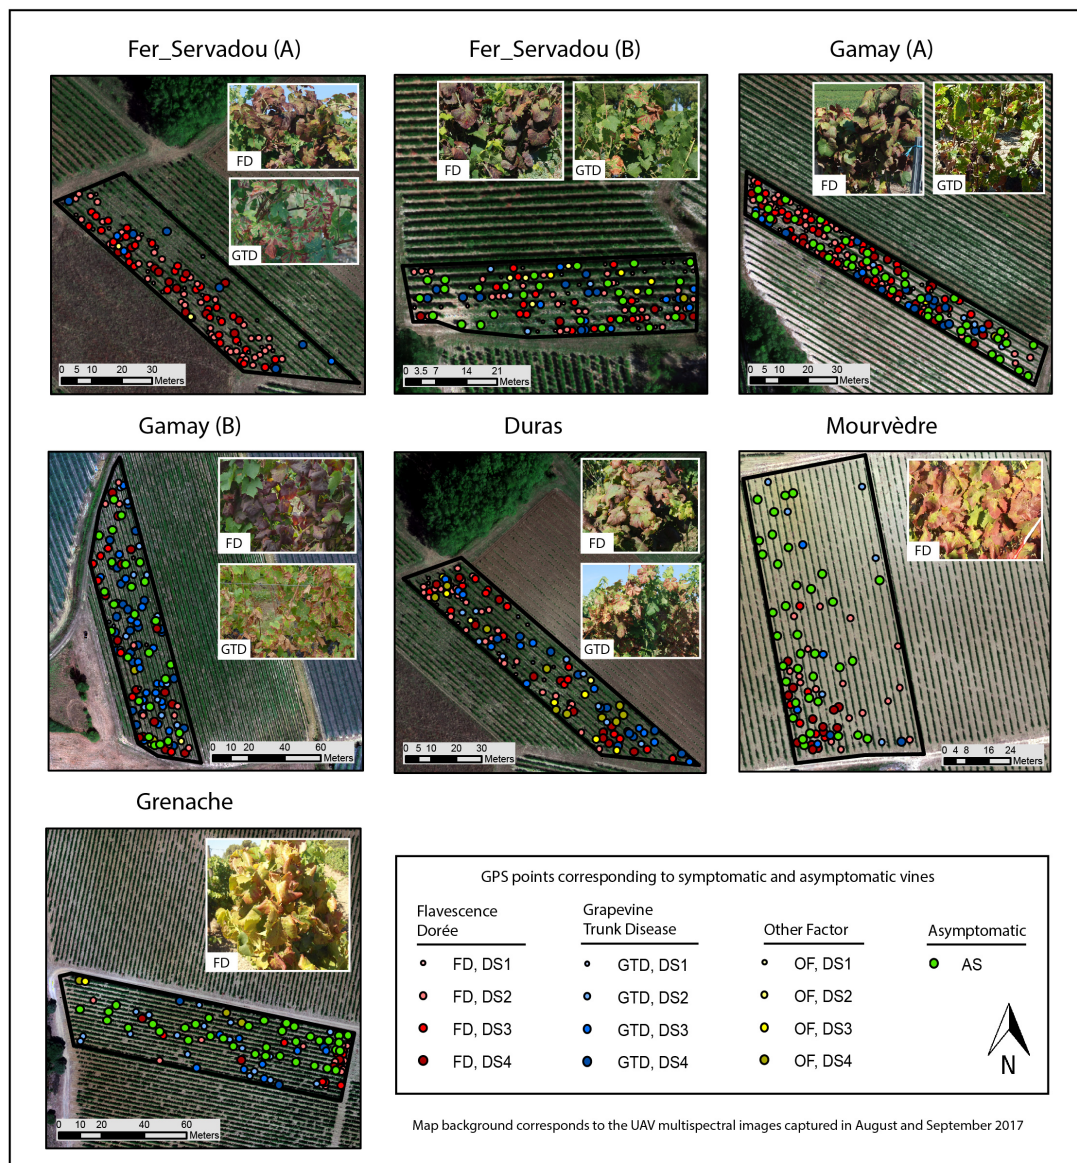 Fer_Servadou (A)
Fer_Servadou (B)
Gamay (A)
FD
GTD
0 5 10 20 30
Meters
FD
GTD
0 3.5 7 14 21
Meters
FD
GTD
0 5 10 20 30
Meters
Gamay (B)
Duras
Mourvèdre
FD
GTD
0 10 20 40 60
Meters
FD
GTD
0 5 10 20 30
Meters
FD
0 4 8 16 24
Meters
Grenache
FD
0 10 20 40 60
Meters
GPS points corresponding to symptomatic and asymptomatic vines
Flavescence
Dorée
FD, DS1
FD, DS2
FD, DS3
FD, DS4
Grapevine
Trunk Disease
GTD, DS1
GTD, DS2
GTD, DS3
GTD, DS4
Other Factor
OF, DS1
OF, DS2
OF, DS3
OF, DS4
Asymptomatic
AS
N
Map background corresponds to the UAV multispectral images captured in August and September 2017